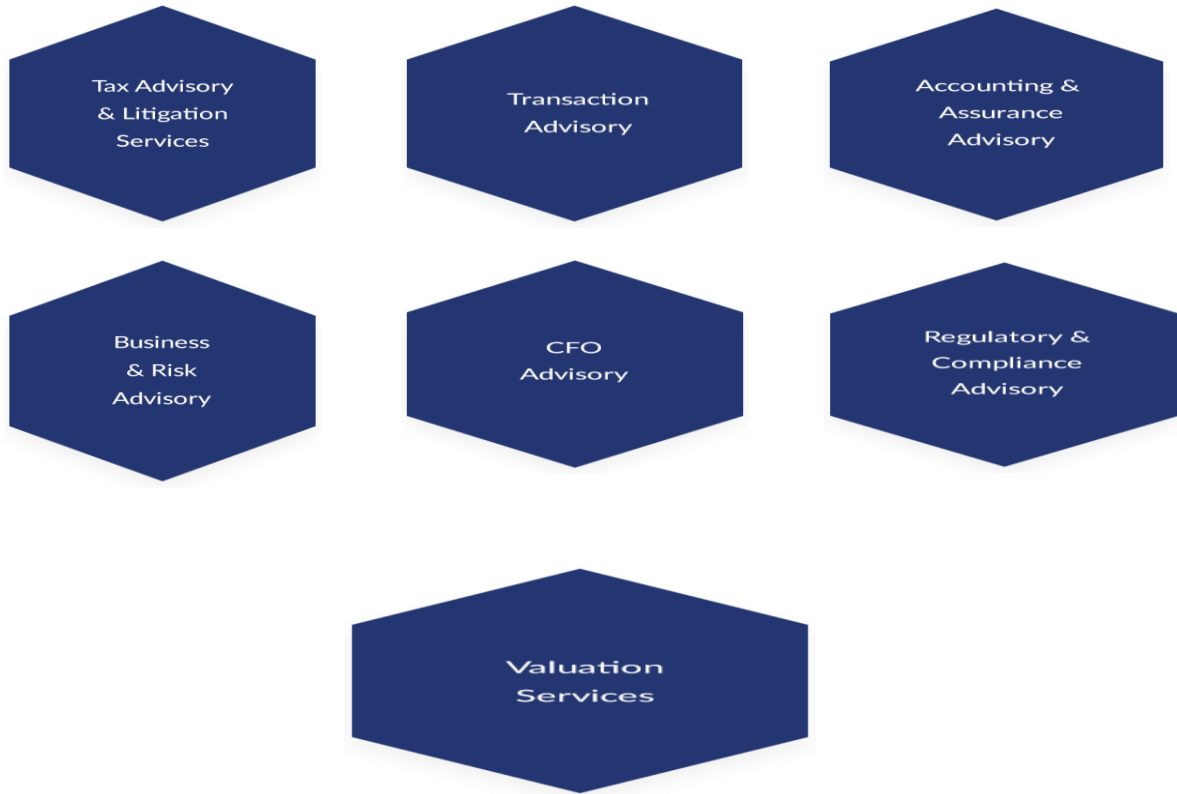 Tax Advisory
& Litigation
Services
Transaction
Advisory
Accounting &
Assurance
Advisory
Business
& Risk
Advisory
CFO
Advisory
Regulatory &
Compliance
Advisory
Valuation
Services